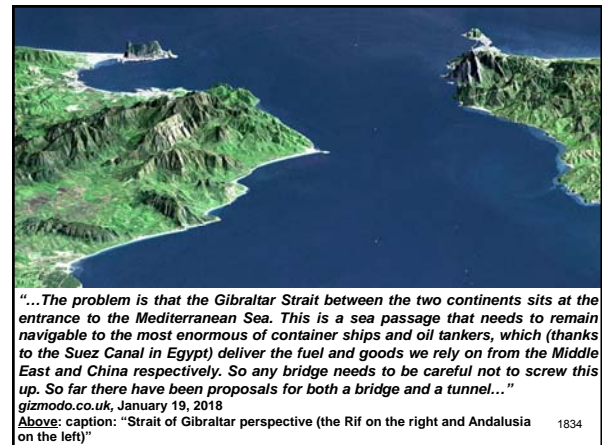 “…The problem is that the Gibraltar Strait between the two continents sits at the
entrance to the Mediterranean Sea. This is a sea passage that needs to remain
navigable to the most enormous of container ships and oil tankers, which (thanks
to the Suez Canal in Egypt) deliver the fuel and goods we rely on from the Middle
East and China respectively. So any bridge needs to be careful not to screw this
up. So far there have been proposals for both a bridge and a tunnel…”
gizmodo.co.uk, January 19, 2018
Above: caption: “Strait of Gibraltar perspective (the Rif on the right and Andalusia
on the left)”
1834